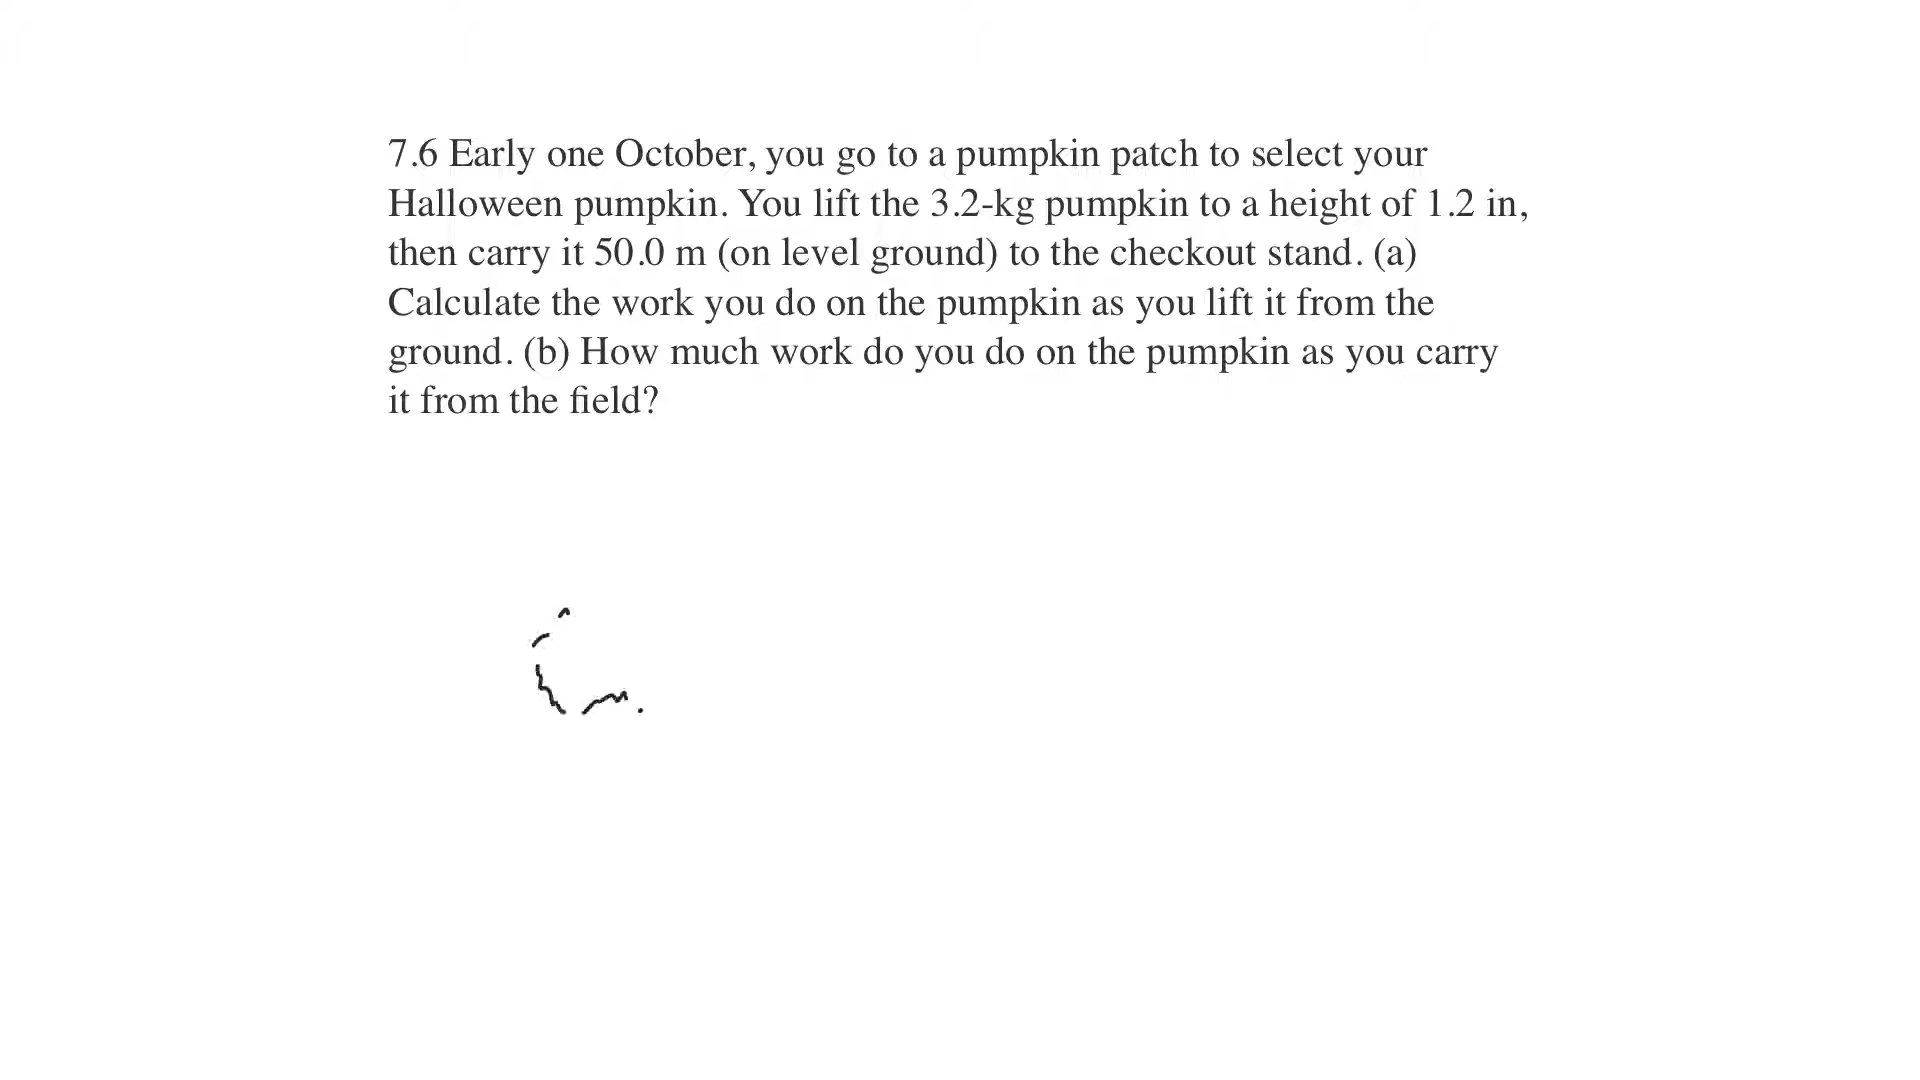 7.6 Early one October, you go to a pumpkin patch to select your
Halloween pumpkin. You lift the 3.2-kg pumpkin to a height of 1.2 in,
then carry it 50.0 m (on level ground) to the checkout stand. (a)
Calculate the work you do on the pumpkin as you lift it from the
ground. (b) How much work do you do on the pumpkin as you carry
it from the field?